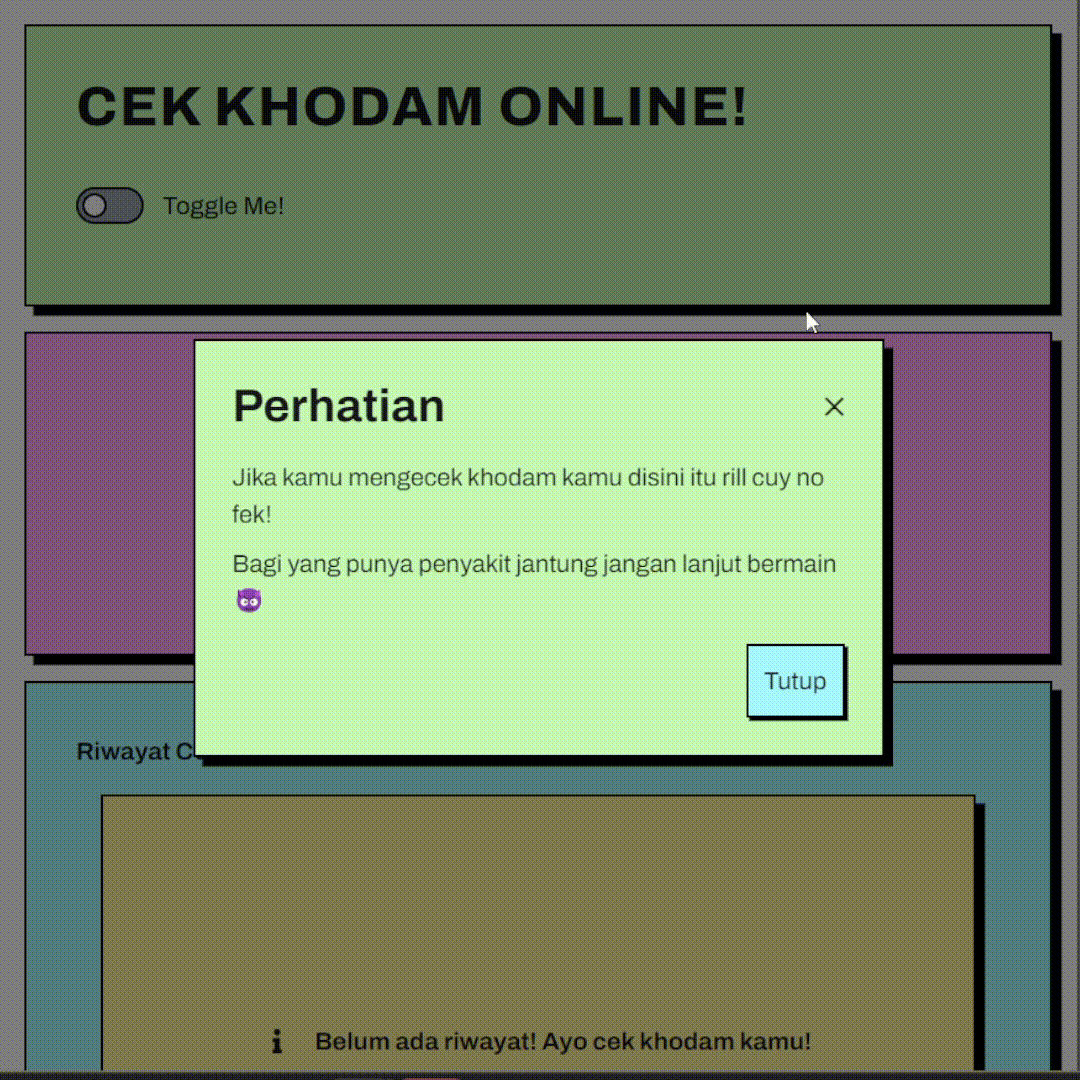 CEK KHODAM ONLINE!
Toggle Me!
Perhatian
Jika kamu mengecek khodam kamu disini itu rill cuy no
fek!
Bagi yang punya penyakit jantung jangan lanjut bermain
😈
Tutup
Riwayat C
Belum ada riwayat! Ayo cek khodam kamu!